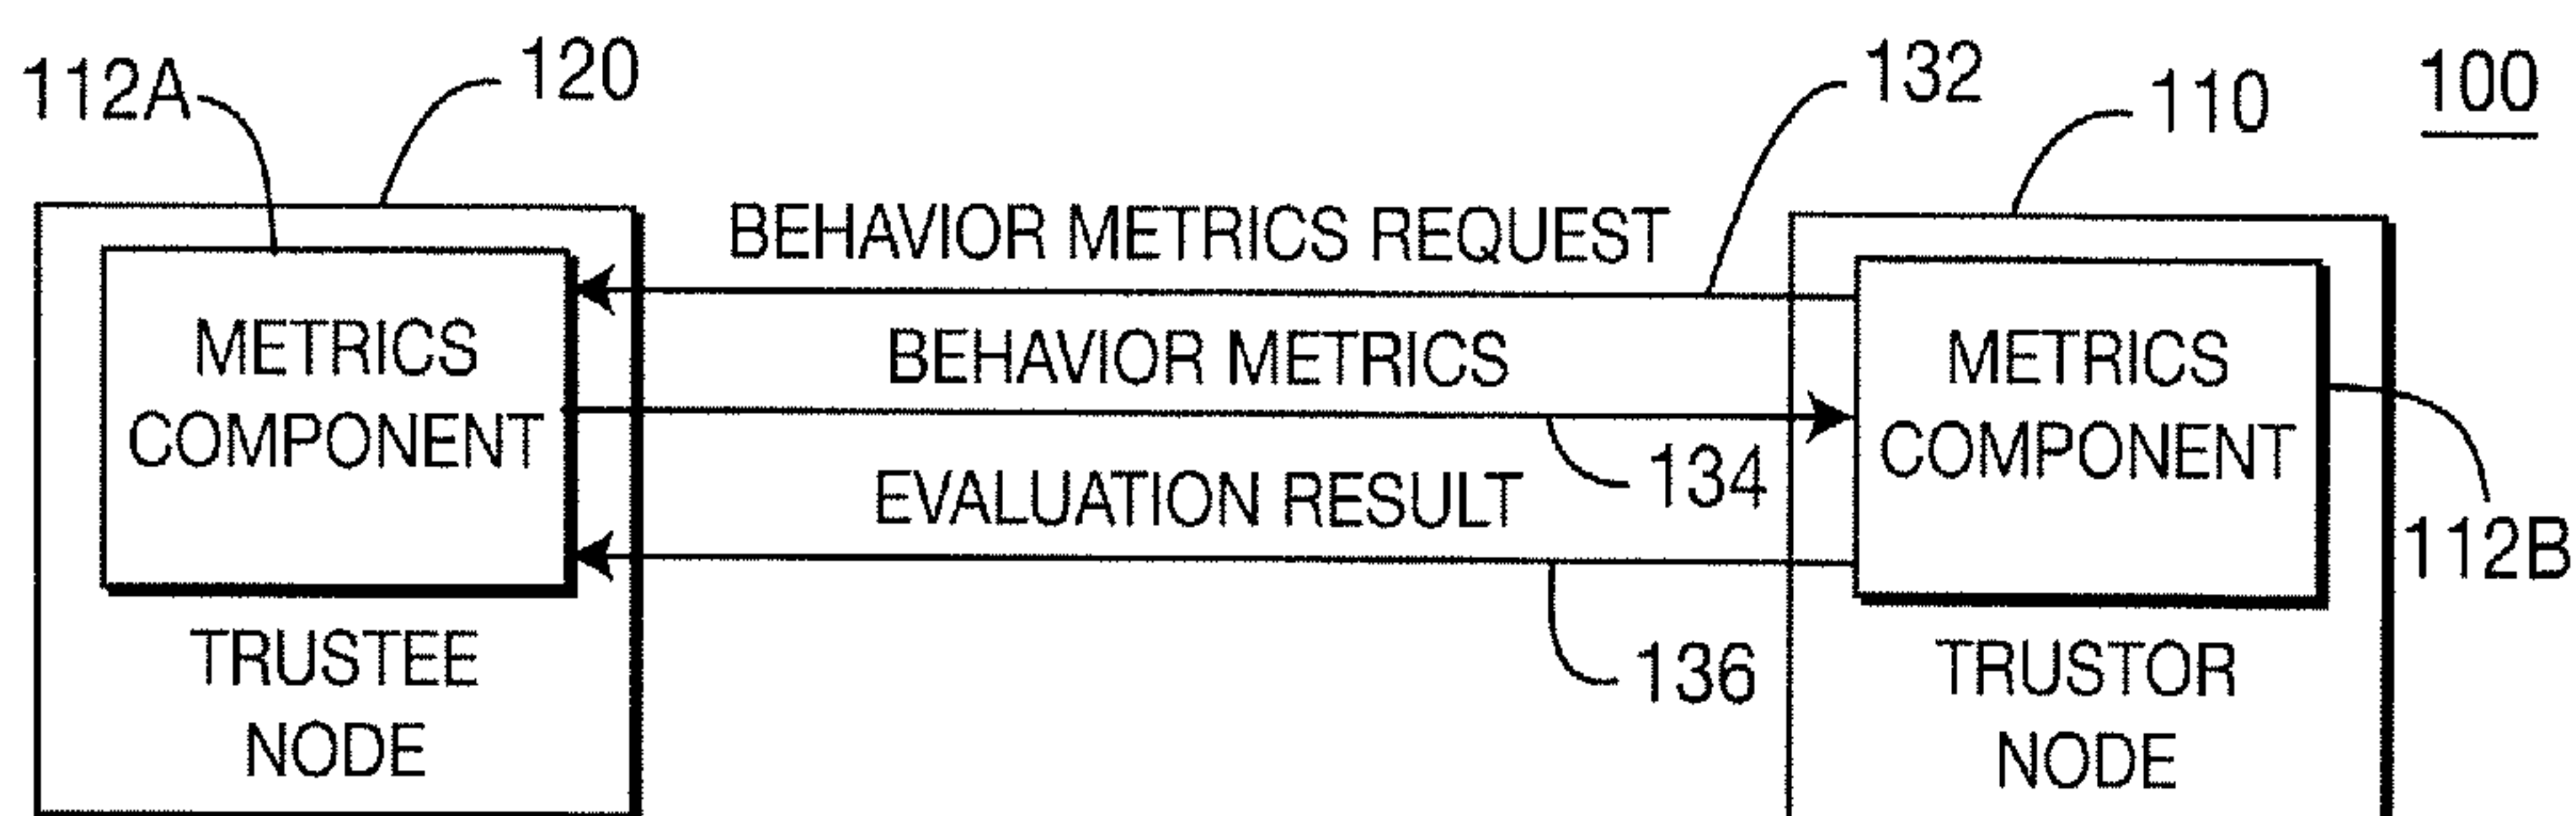 112A
120
132
110
100
BEHAVIOR METRICS REQUEST
METRICS
COMPONENT
BEHAVIOR METRICS
134
EVALUATION RESULT
136
METRICS
COMPONENT
112B
TRUSTEE
NODE
TRUSTOR
NODE